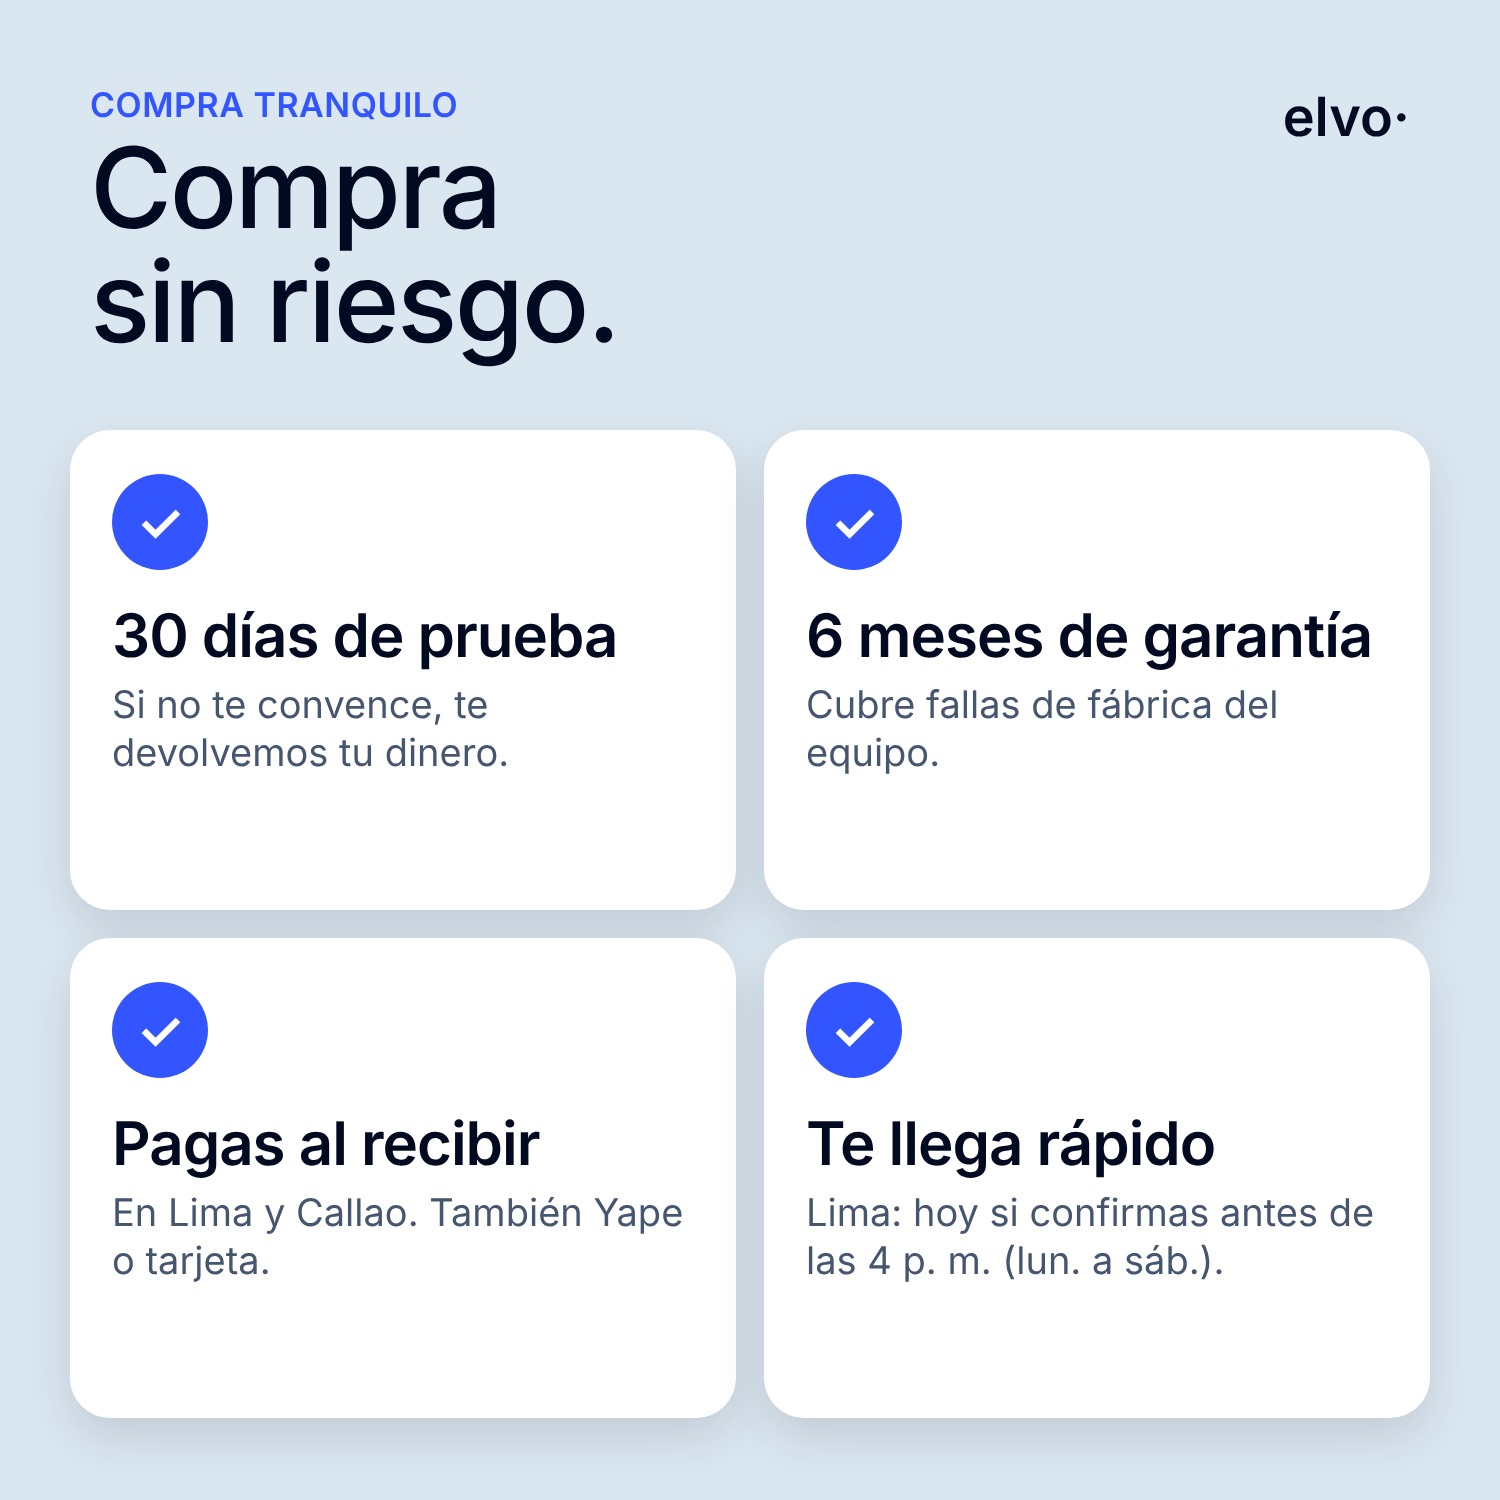 COMPRA TRANQUILO
elvo·
Compra
sin riesgo.
30 días de prueba
Si no te convence, te
devolvemos tu dinero.
6 meses de garantía
Cubre fallas de fábrica del
equipo.
Pagas al recibir
En Lima y Callao. También Yape
o tarjeta.
Te llega rápido
Lima: hoy si confirmas antes de
las 4 p. m. (lun. a sáb.).